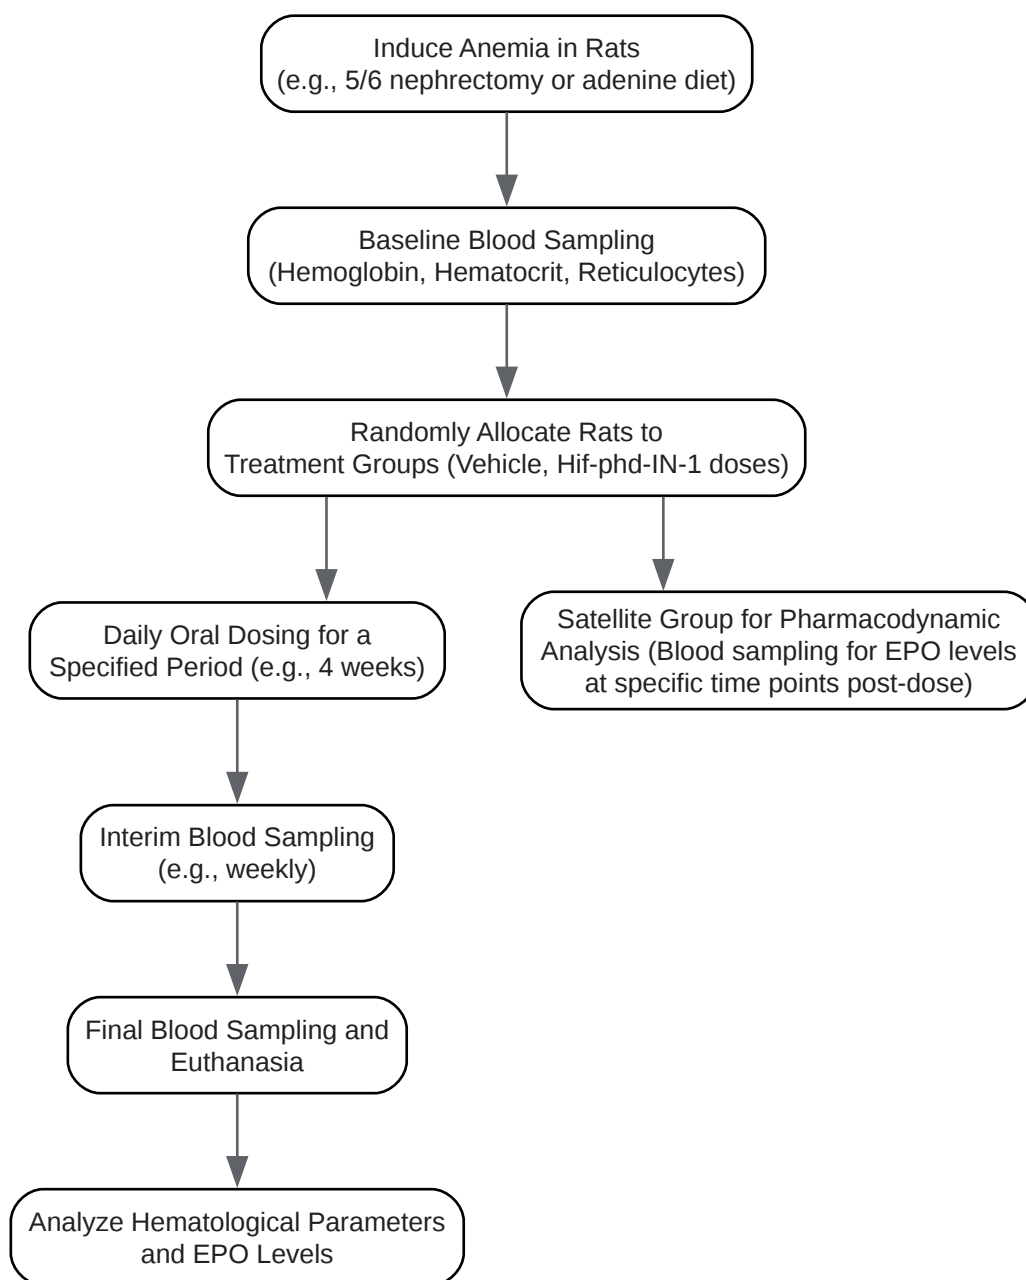 Induce Anemia in Rats
(e.g., 5/6 nephrectomy or adenine diet)
Baseline Blood Sampling
(Hemoglobin, Hematocrit, Reticulocytes)
Randomly Allocate Rats to
Treatment Groups (Vehicle, Hif-phd-IN-1 doses)
Daily Oral Dosing for a
Specified Period (e.g., 4 weeks)
Satellite Group for Pharmacodynamic
Analysis (Blood sampling for EPO levels
at specific time points post-dose)
Interim Blood Sampling
(e.g., weekly)
Final Blood Sampling and
Euthanasia
Analyze Hematological Parameters
and EPO Levels